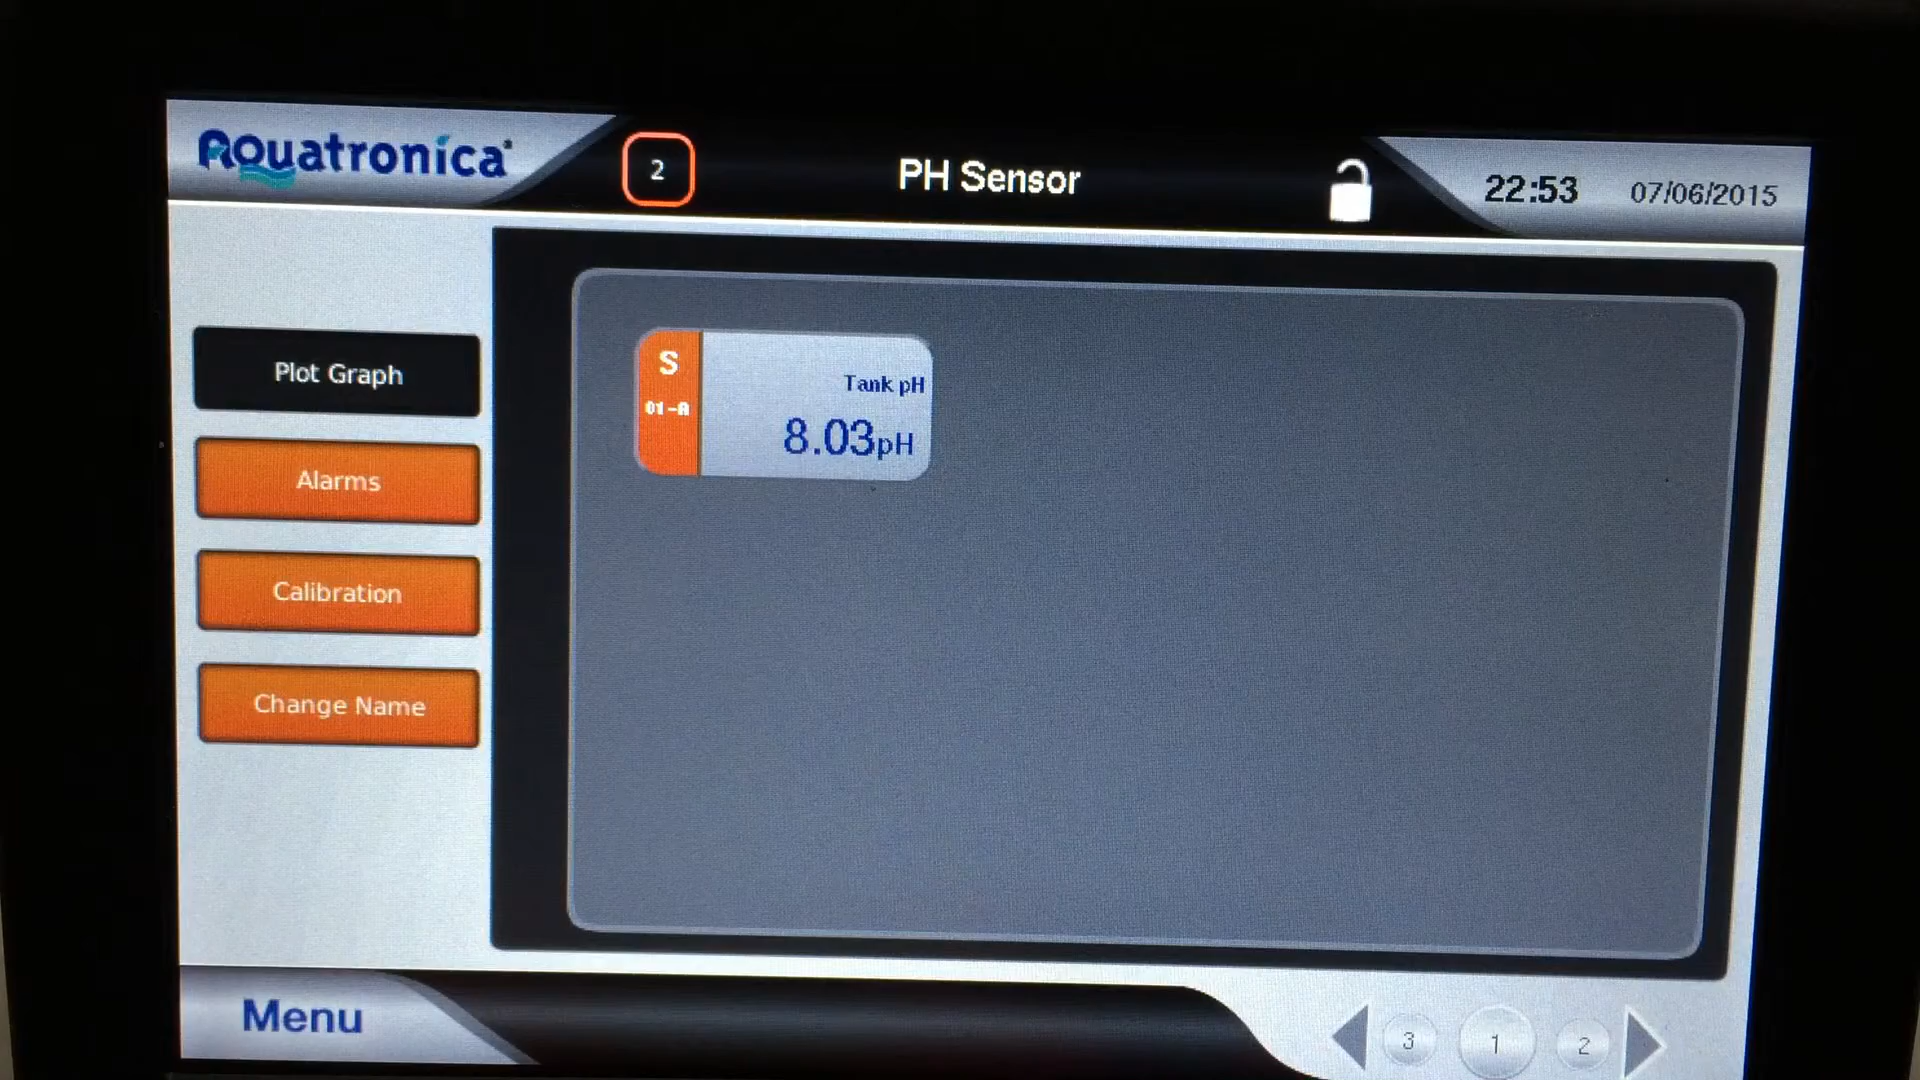 Aquatronica
2
PH Sensor
22:53
07/06/2015
Plot Graph
Alarms
Calibration
Change Name
S
01-A
Tank pH
8.03pH
Menu
3
1
2